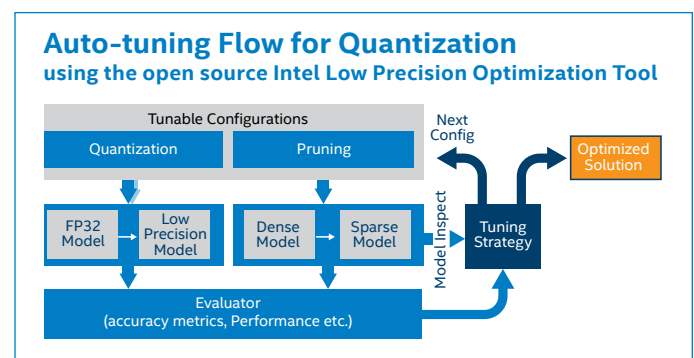 Auto-tuning Flow for Quantization
using the open source Intel Low Precision Optimization Tool
Tunable Configurations
Quantization
Pruning
Next
Config
Optimized
Solution
FP32
Model
Low
Precision
Model
Dense
Model
Sparse
Model
Model Inspect
Tuning
Strategy
Evaluator
(accuracy metrics, Performance etc.)